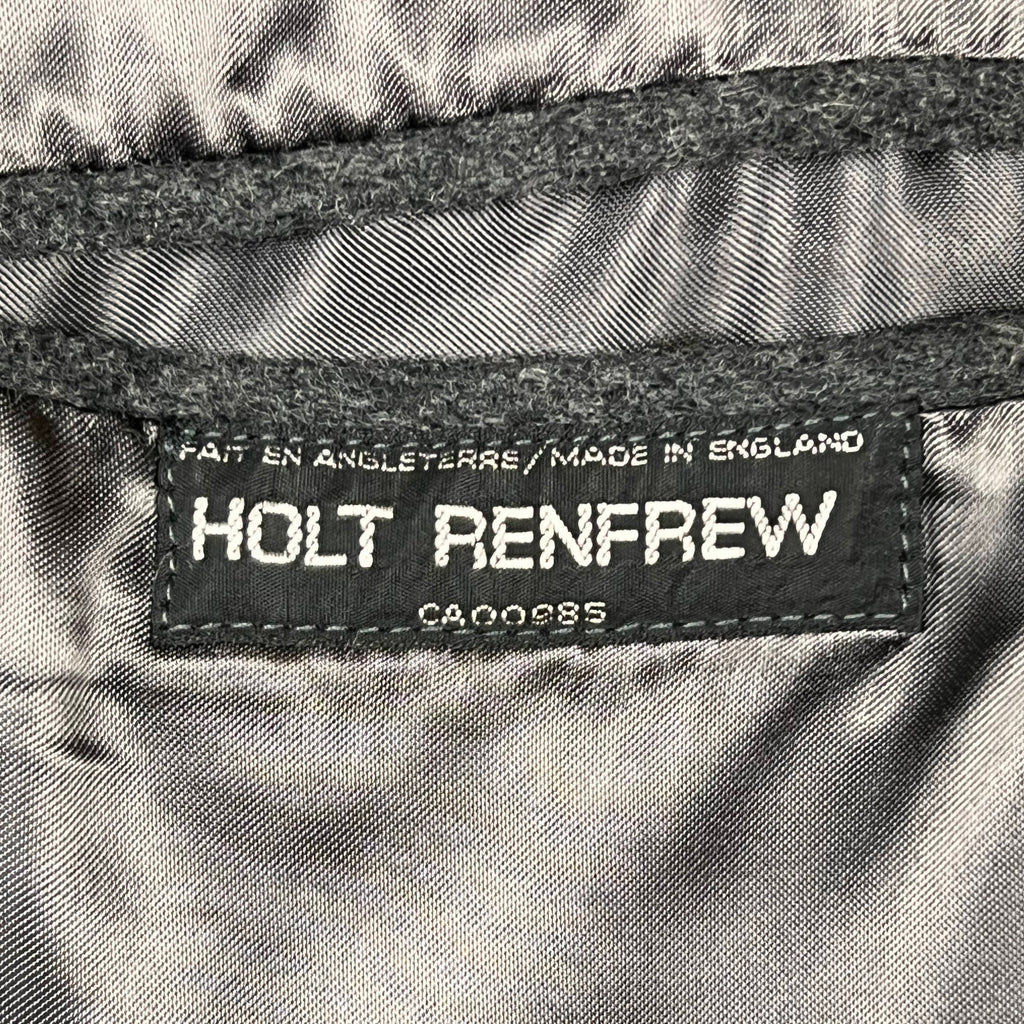 FAIT EN ANGLETERRE/MADE IN ENGLAND
HOLT RENFREW
CA00985